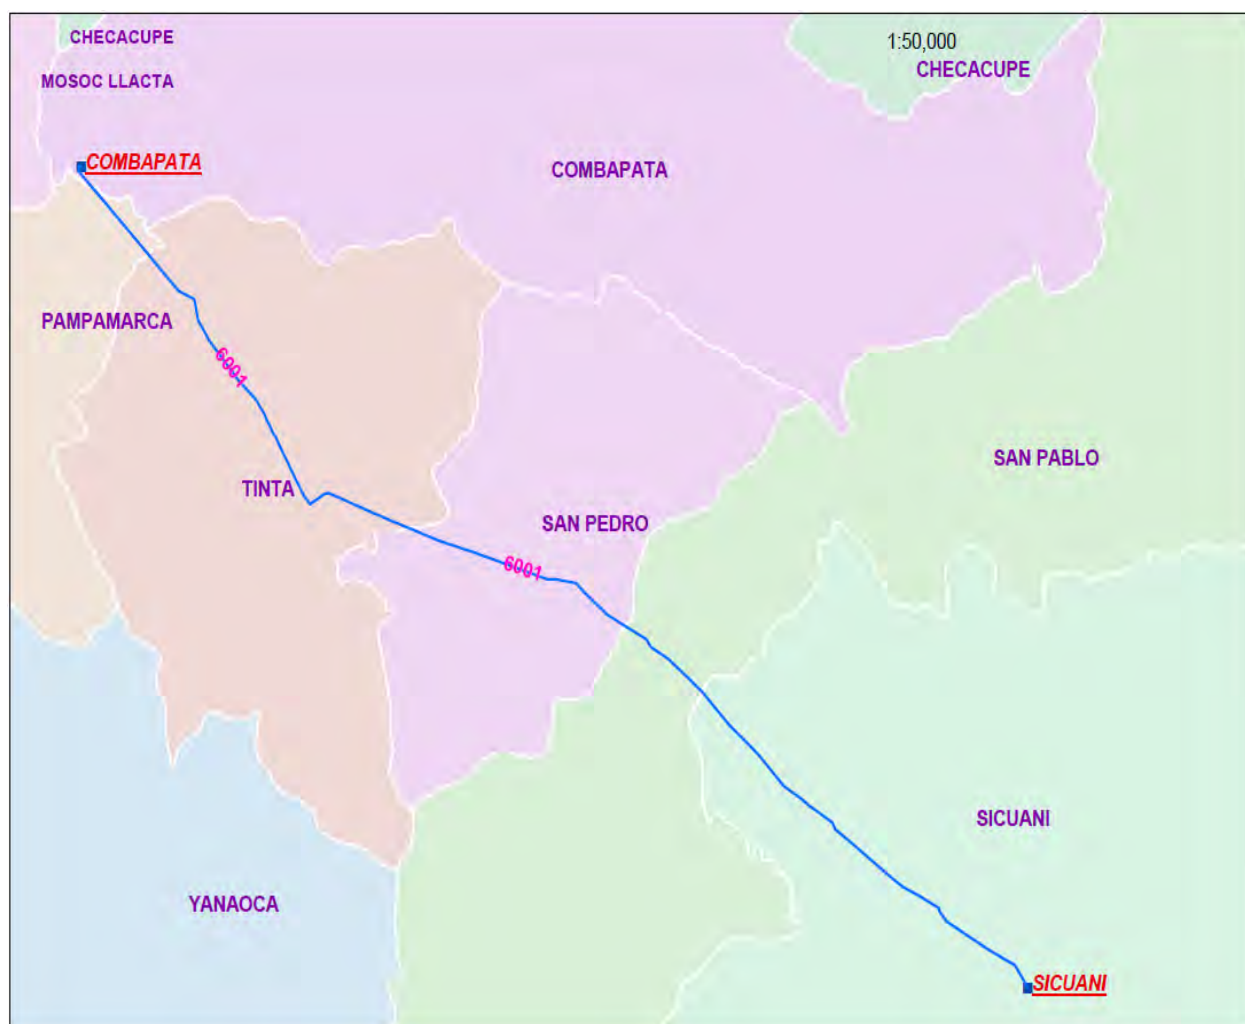 CHECACUPE
1:50,000
CHECACUPE
MOSOC LLACTA
COMBAPATA
COMBAPATA
PAMPAMARCA
6001
SAN PABLO
TINTA
SAN PEDRO
6001
SICUANI
YANAOCA
SICUANI